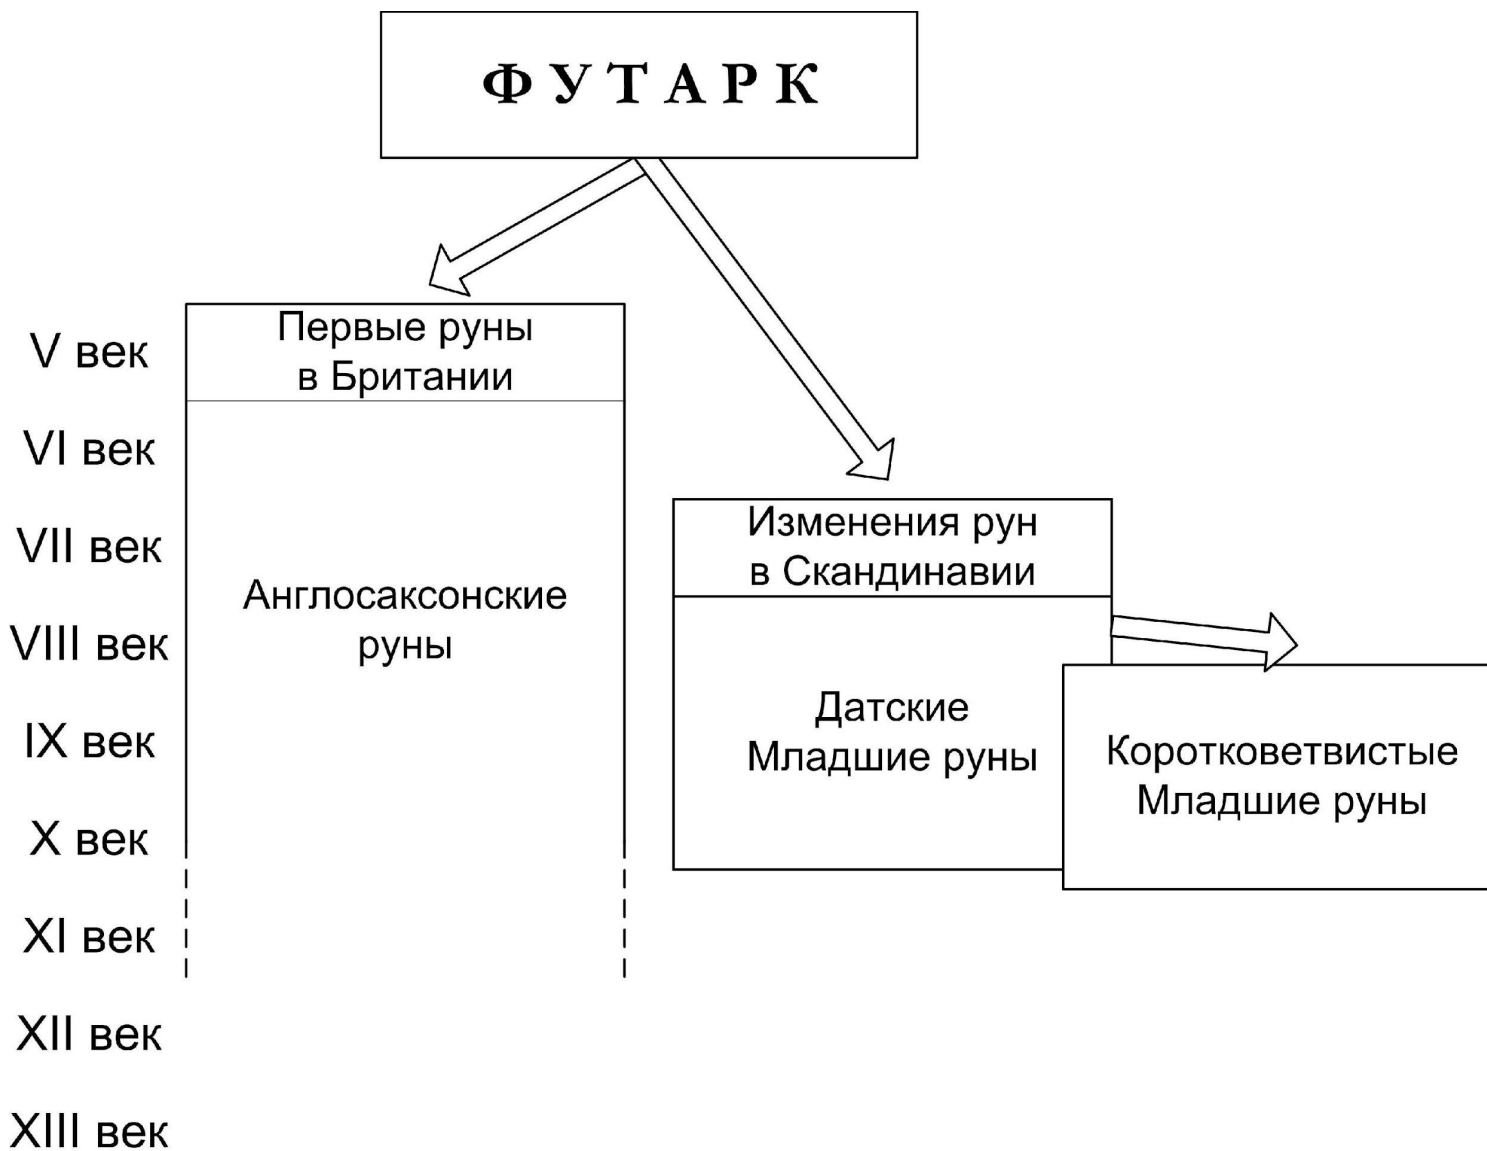 ФУТАРК
V век
Первые руны
в Британии
VI век
VII век
Изменения рун
в Скандинавии
Англосаксонские
руны
VIII век
IX век
Датские
Младшие руны
Коротковетвистые
Младшие руны
X век
XI век
XII век
XIII век